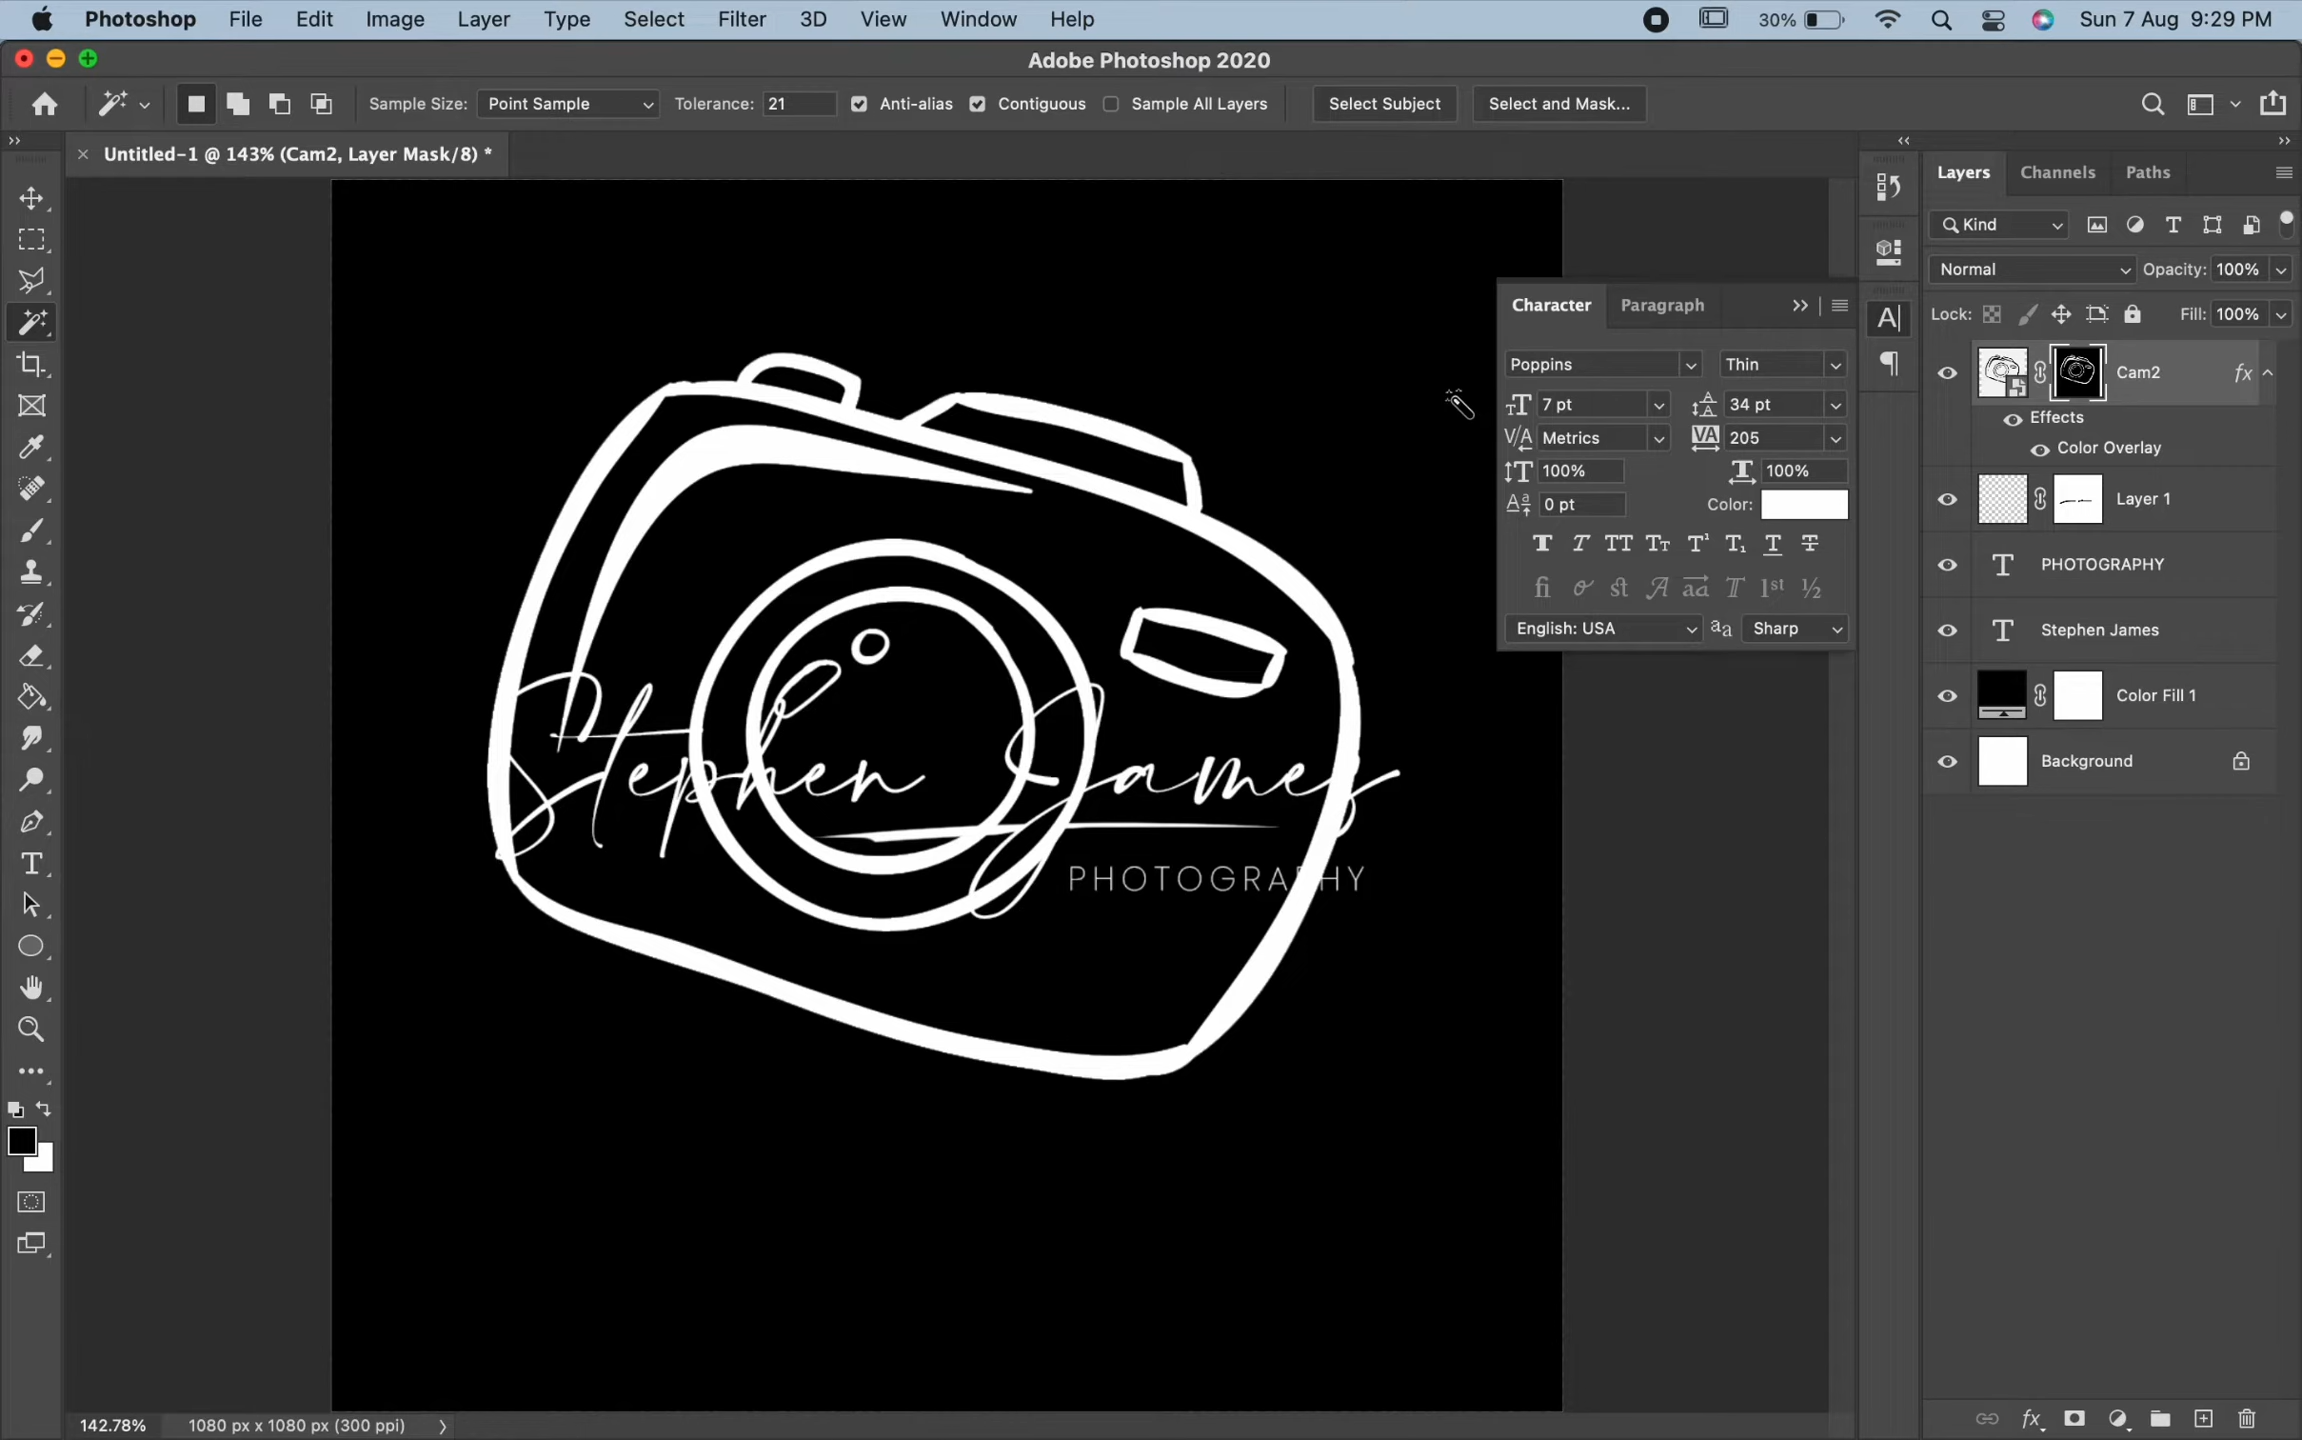 Photoshop File Edit Image Layer Type Select Filter 3D View Window Help 30% Sun 7 Aug 9:29 PM
Adobe Photoshop 2020
Sample Size: Point Sample Tolerance: 21 Anti-alias Contiguous Sample All Layers Select Subject Select and Mask...
Untitled-1 @ 143% (Cam2, Layer Mask/8) *
Stephen James
PHOTOGRAPHY
Character Paragraph
Poppins Thin
7 pt 34 pt
Metrics 205
100% 100%
0 pt Color:
English: USA Sharp
Layers Channels Paths
Kind
Normal Opacity: 100%
Lock: Fill: 100%
Cam2 fx
Effects
Color Overlay
Layer 1
PHOTOGRAPHY
Stephen James
Color Fill 1
Background
142.78% 1080 px x 1080 px (300 ppi)